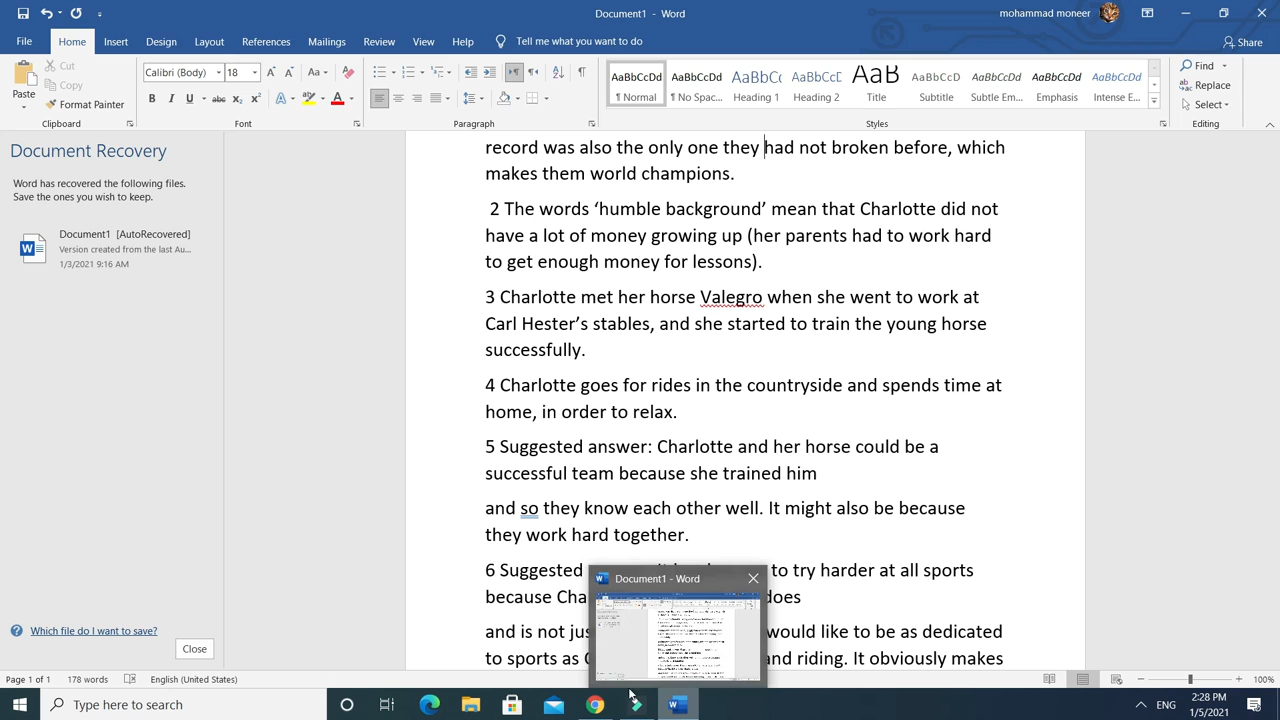 Document1 - Word
mohammad moneer
File Home Insert Design Layout References Mailings Review View Help Tell me what you want to do
Share
Paste
Cut
Copy
Format Painter
Clipboard
Calibri (Body) 18
Font
Paragraph
AaBbCcDd AaBbCcDd AaBbCc AaBbCcC AaB AaBbCcD AaBbCcDd AaBbCcDd AaBbCcDd
¶ Normal ¶ No Spac... Heading 1 Heading 2 Title Subtitle Subtle Em... Emphasis Intense E...
Styles
Find
Replace
Select
Editing
Document Recovery
Word has recovered the following files.
Save the ones you wish to keep.
Document1 [AutoRecovered]
Version created from the last Au...
1/3/2021 9:16 AM
Which file do I want to save?
Close
record was also the only one they had not broken before, which
makes them world champions.
2 The words ‘humble background’ mean that Charlotte did not
have a lot of money growing up (her parents had to work hard
to get enough money for lessons).
3 Charlotte met her horse Valegro when she went to work at
Carl Hester’s stables, and she started to train the young horse
successfully.
4 Charlotte goes for rides in the countryside and spends time at
home, in order to relax.
5 Suggested answer: Charlotte and her horse could be a
successful team because she trained him
and so they know each other well. It might also be because
they work hard together.
6 Suggested to try harder at all sports
because Cha does
and is not jus would like to be as dedicated
to sports as C and riding. It obviously makes
Document1 - Word
1 of 1 178 words English (United States)
100%
Type here to search
ENG
2:28 PM
1/5/2021